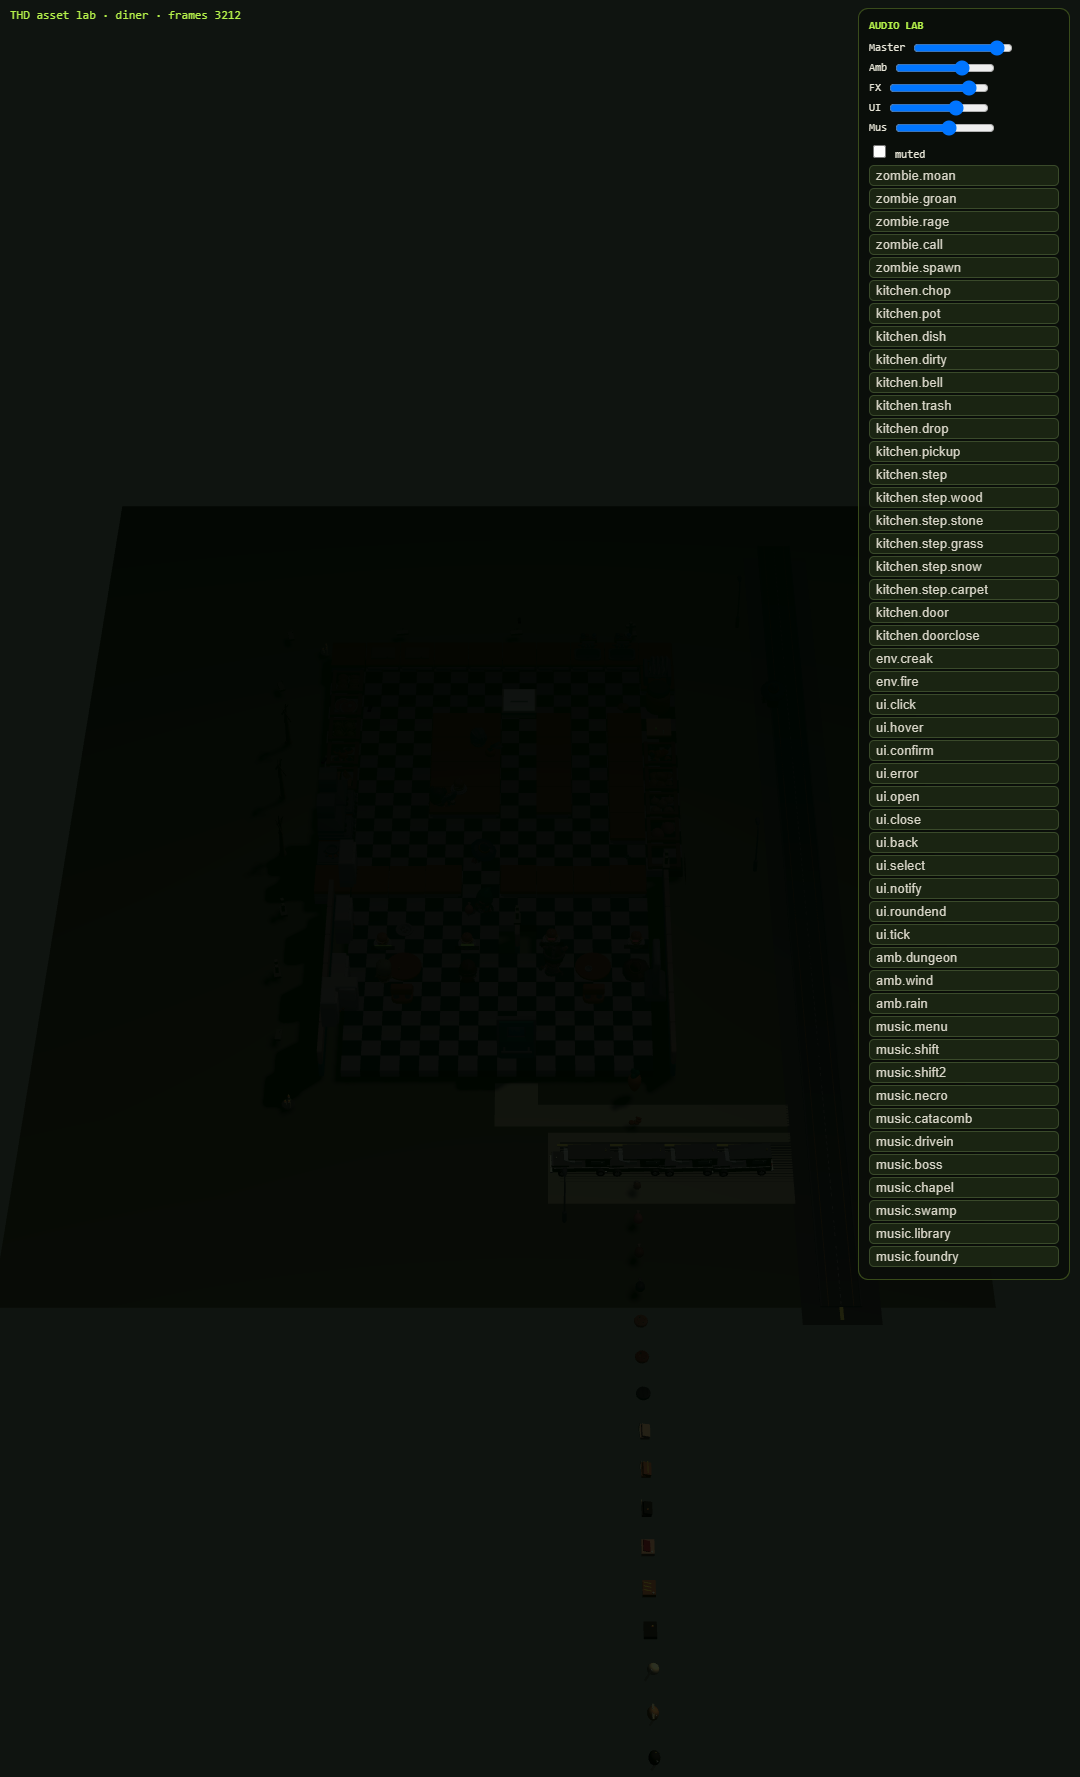 THD asset lab · diner · frames 3212
AUDIO LAB
Master
Amb
FX
UI
Mus
muted
zombie.moan
zombie.groan
zombie.rage
zombie.call
zombie.spawn
kitchen.chop
kitchen.pot
kitchen.dish
kitchen.dirty
kitchen.bell
kitchen.trash
kitchen.drop
kitchen.pickup
kitchen.step
kitchen.step.wood
kitchen.step.stone
kitchen.step.grass
kitchen.step.snow
kitchen.step.carpet
kitchen.door
kitchen.doorclose
env.creak
env.fire
ui.click
ui.hover
ui.confirm
ui.error
ui.open
ui.close
ui.back
ui.select
ui.notify
ui.roundend
ui.tick
amb.dungeon
amb.wind
amb.rain
music.menu
music.shift
music.shift2
music.necro
music.catacomb
music.drivein
music.boss
music.chapel
music.swamp
music.library
music.foundry